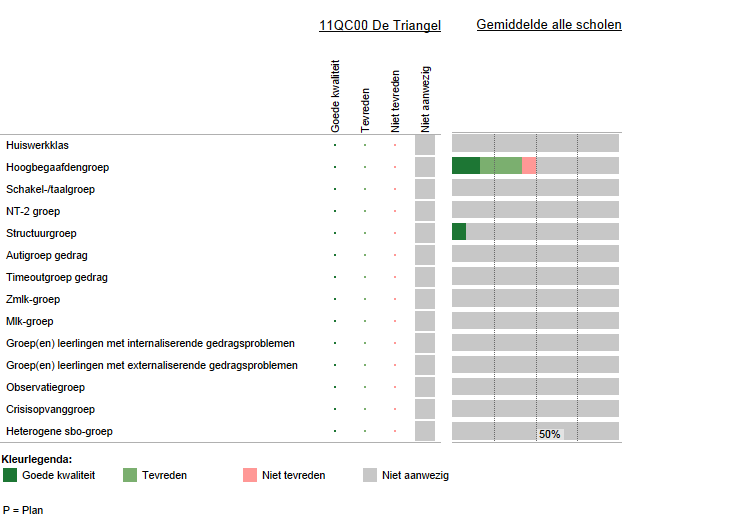 11QC00 De Triangel
Gemiddelde alle scholen
Goede kwaliteit
Tevreden
Niet tevreden
Niet aanwezig
Huiswerkklas
Hoogbegaafdengroep
Schakel-/taalgroep
NT-2 groep
Structuurgroep
Autigroep gedrag
Timeoutgroep gedrag
Zmlk-groep
Mlk-groep
Groep(en) leerlingen met internaliserende gedragsproblemen
Groep(en) leerlingen met externaliserende gedragsproblemen
Observatiegroep
Crisisopvanggroep
Heterogene sbo-groep
50%
Kleurlegenda:
Goede kwaliteit Tevreden Niet tevreden Niet aanwezig
P = Plan